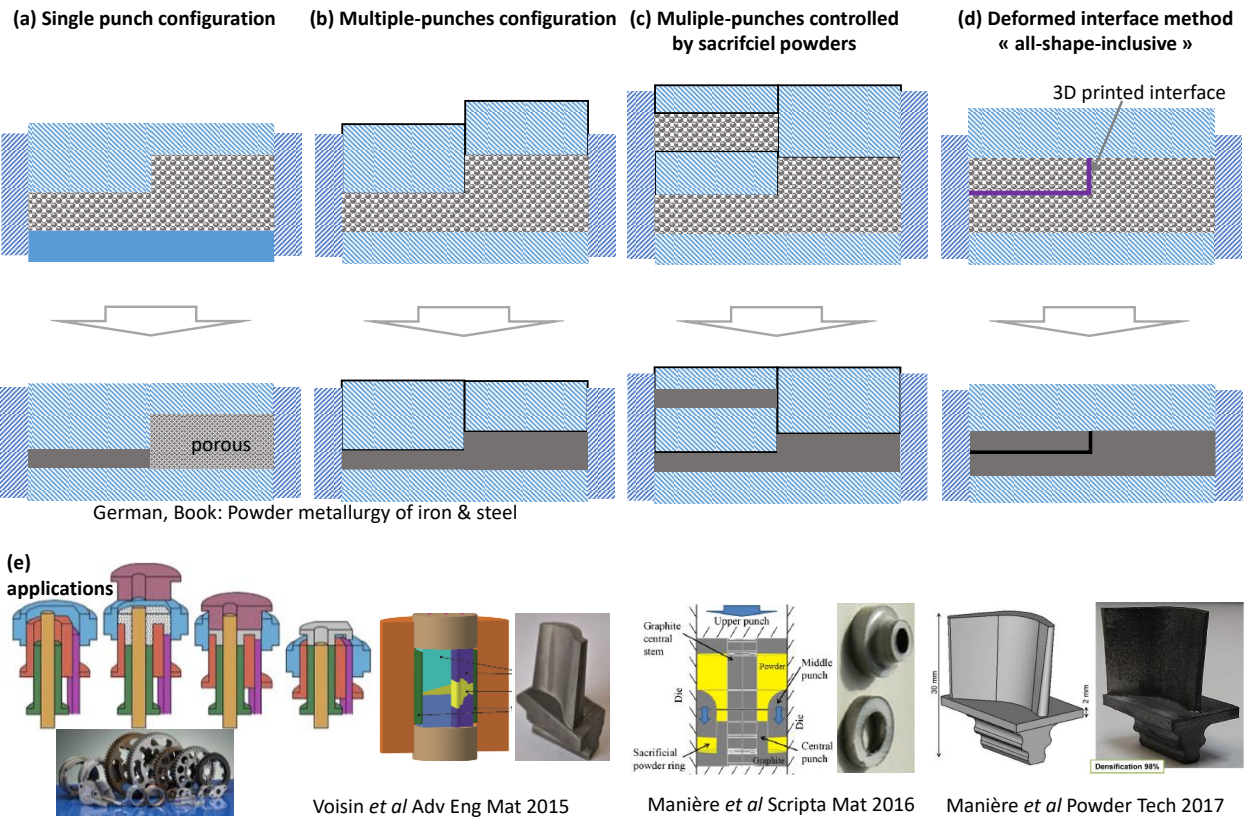 (a) Single punch configuration
(b) Multiple-punches configuration
(c) Muliple-punches controlled
by sacrifciel powders
(d) Deformed interface method
« all-shape-inclusive »
3D printed interface
porous
German, Book: Powder metallurgy of iron & steel
(e)
applications
Upper punch
Graphite
central
stem
Powder
Middle
punch
Die
Die
Sacrificial
powder ring
Central
punch
Graphite
30 mm
2 mm
Densification 98%
Voisin et al Adv Eng Mat 2015
Manière et al Scripta Mat 2016
Manière et al Powder Tech 2017